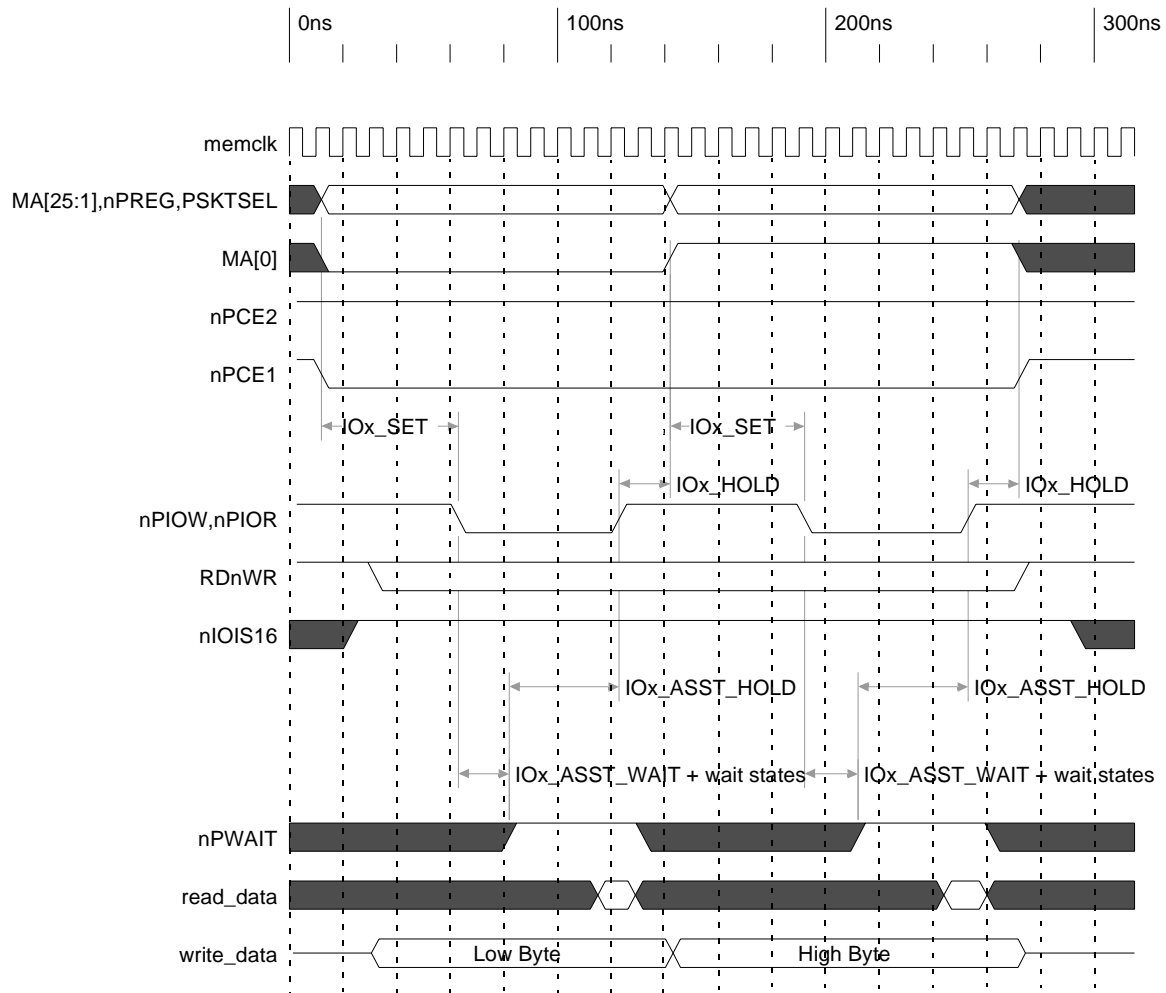 0ns 100ns 200ns 300ns
memclk
MA[25:1],nPREG,PSKTSEL
MA[0]
nPCE2
nPCE1
IOx_SET IOx_SET
IOx_HOLD IOx_HOLD
nPIOW,nPIOR
RDnWR
nIOIS16
IOx_ASST_HOLD IOx_ASST_HOLD
IOx_ASST_WAIT + wait states IOx_ASST_WAIT + wait states
nPWAIT
read_data
write_data Low Byte High Byte